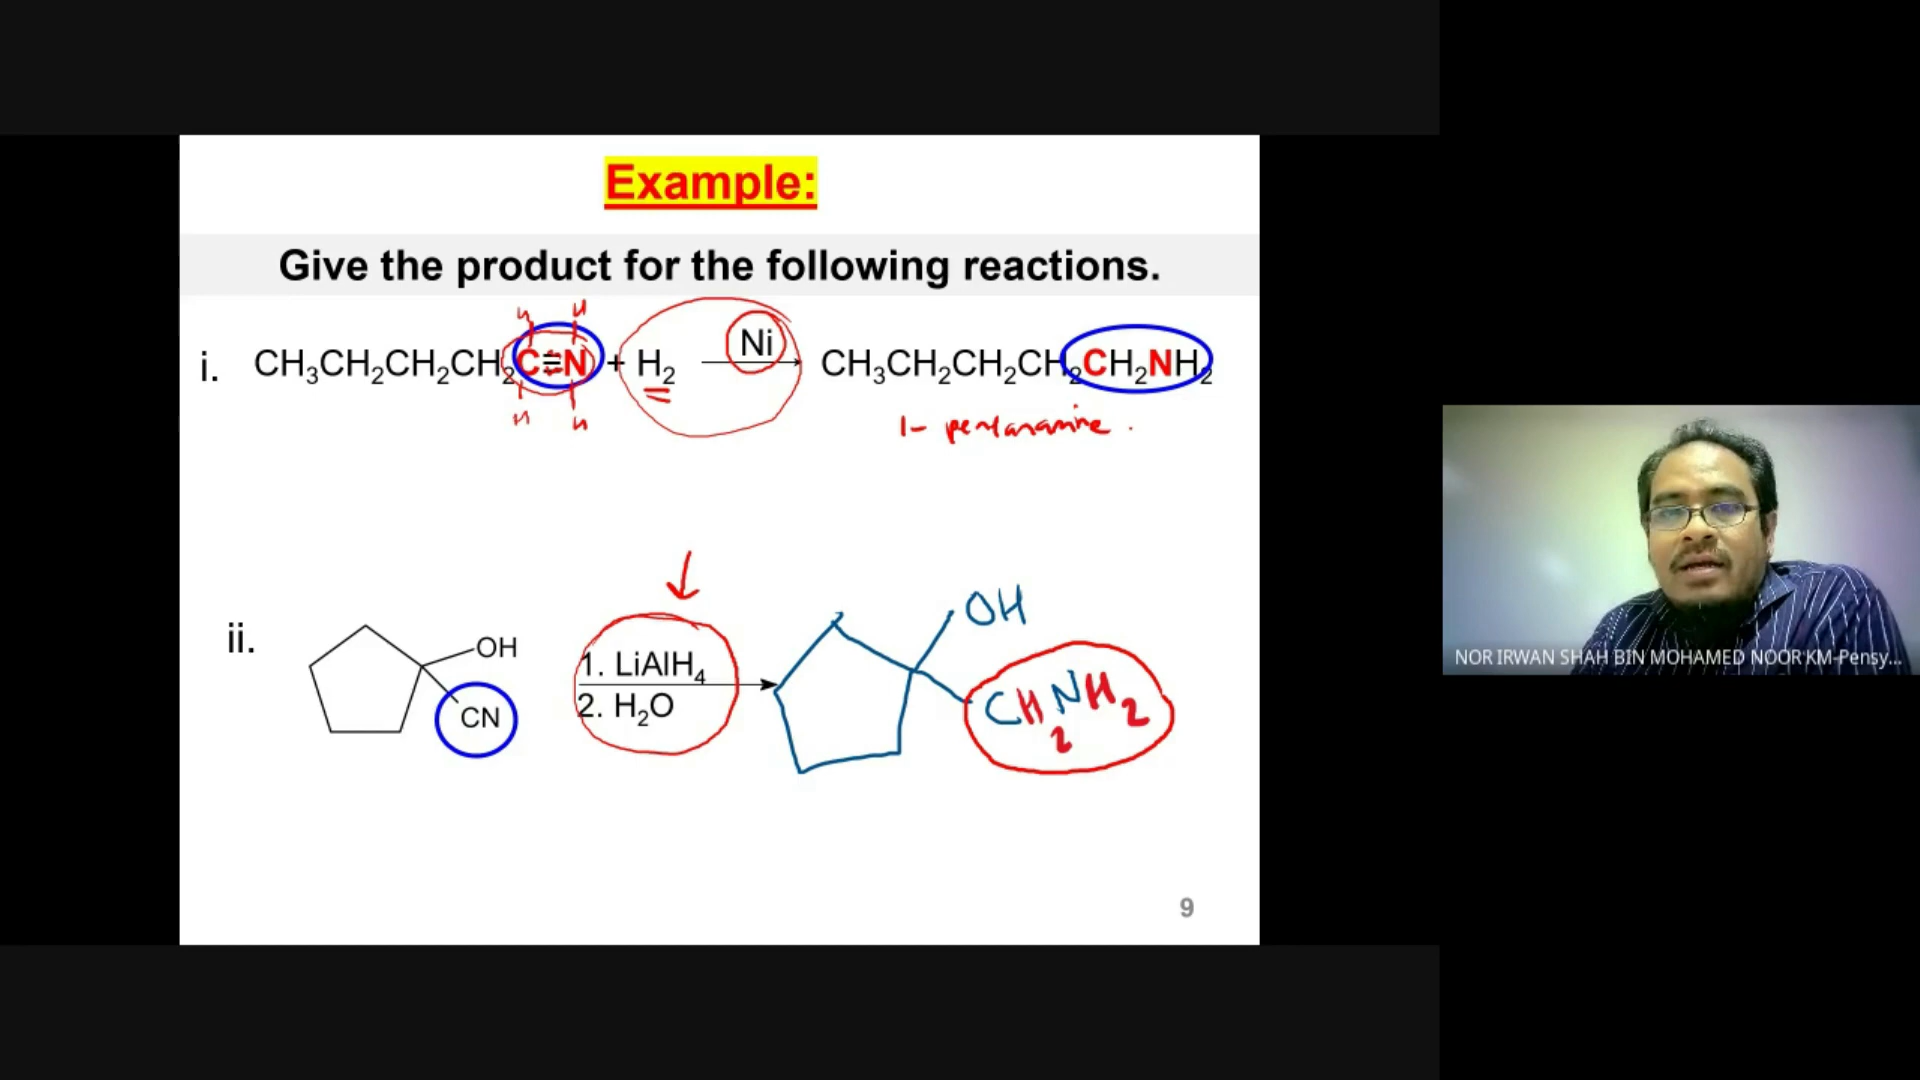 Example:
Give the product for the following reactions.
H H
i. CH₃CH₂CH₂CH₂C≡N + H₂ Ni CH₃CH₂CH₂CH₂CH₂NH₂
H H
1- pentanamine.
ii. OH
CN
1. LiAlH₄
2. H₂O
OH
CH₂NH₂
9
NOR IRWAN SHAH BIN MOHAMED NOOR KM-Pensy...